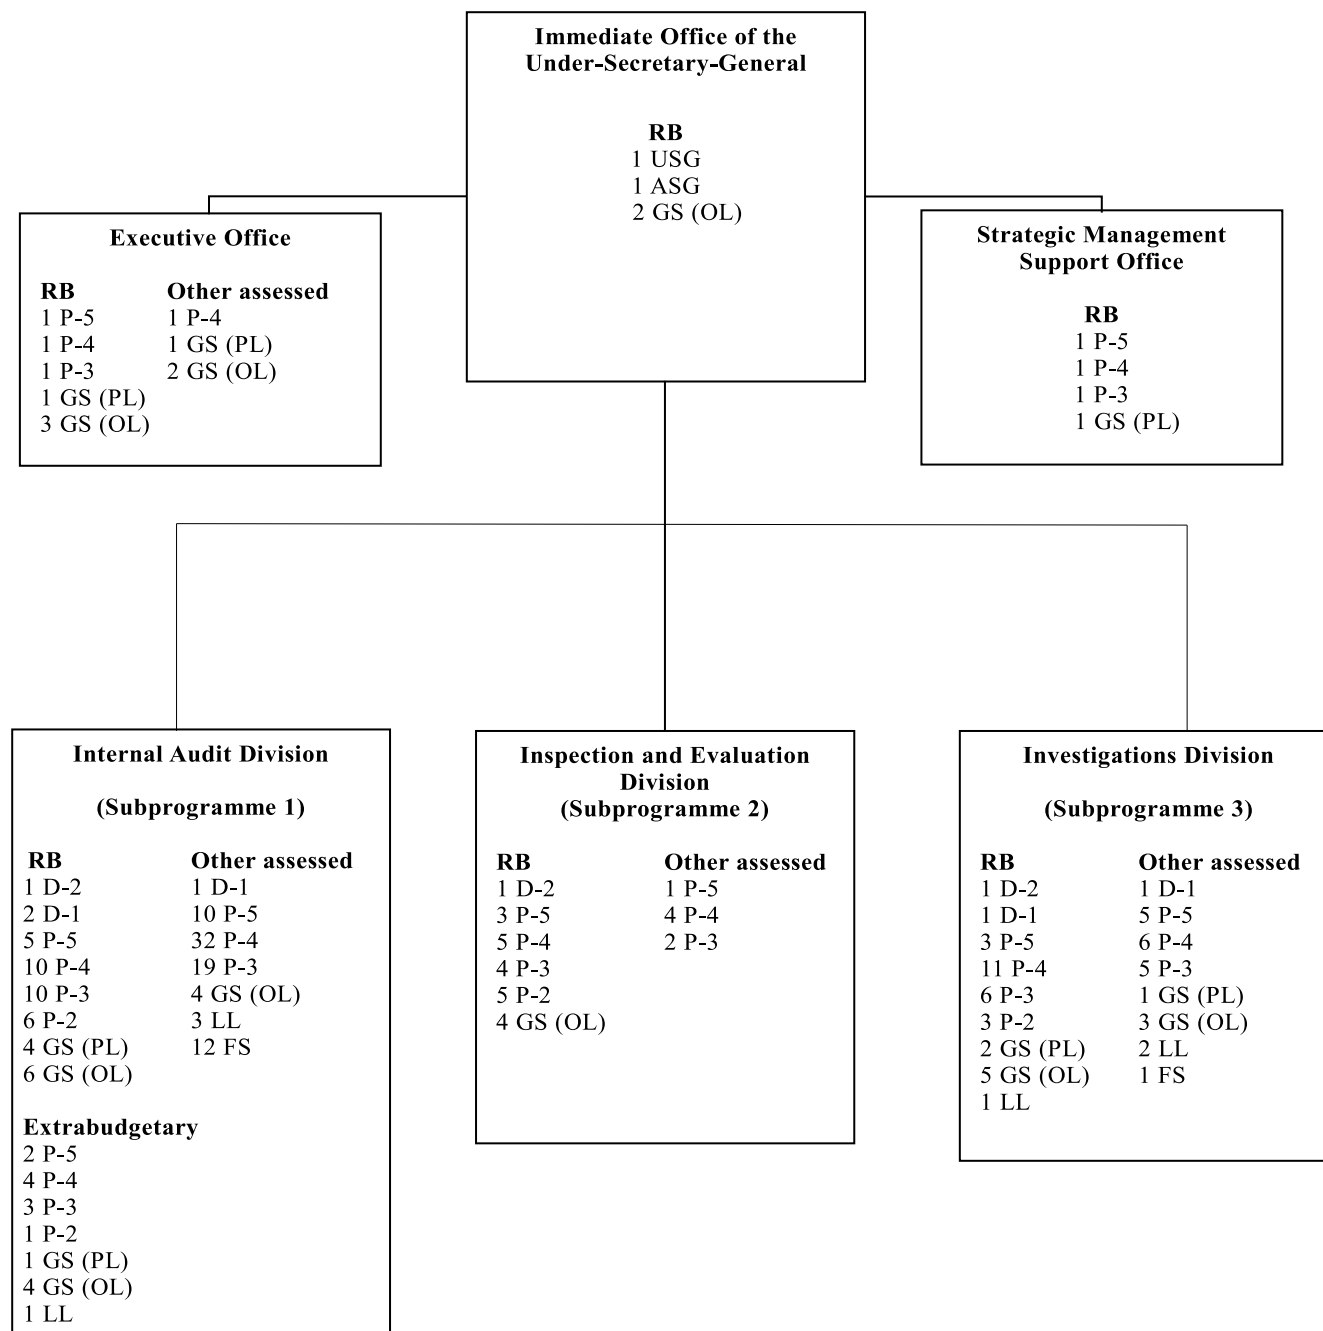 Immediate Office of the
Under-Secretary-General
RB
1 USG
1 ASG
2 GS (OL)
Executive Office
RB Other assessed
1 P-5 1 P-4
1 P-4 1 GS (PL)
1 P-3 2 GS (OL)
1 GS (PL)
3 GS (OL)
Strategic Management
Support Office
RB
1 P-5
1 P-4
1 P-3
1 GS (PL)
Internal Audit Division
(Subprogramme 1)
RB Other assessed
1 D-2 1 D-1
2 D-1 10 P-5
5 P-5 32 P-4
10 P-4 19 P-3
10 P-3 4 GS (OL)
6 P-2 3 LL
4 GS (PL) 12 FS
6 GS (OL)
Extrabudgetary
2 P-5
4 P-4
3 P-3
1 P-2
1 GS (PL)
4 GS (OL)
1 LL
Inspection and Evaluation
Division
(Subprogramme 2)
RB Other assessed
1 D-2 1 P-5
3 P-5 4 P-4
5 P-4 2 P-3
4 P-3
5 P-2
4 GS (OL)
Investigations Division
(Subprogramme 3)
RB Other assessed
1 D-2 1 D-1
1 D-1 5 P-5
3 P-5 6 P-4
11 P-4 5 P-3
6 P-3 1 GS (PL)
3 P-2 3 GS (OL)
2 GS (PL) 2 LL
5 GS (OL) 1 FS
1 LL